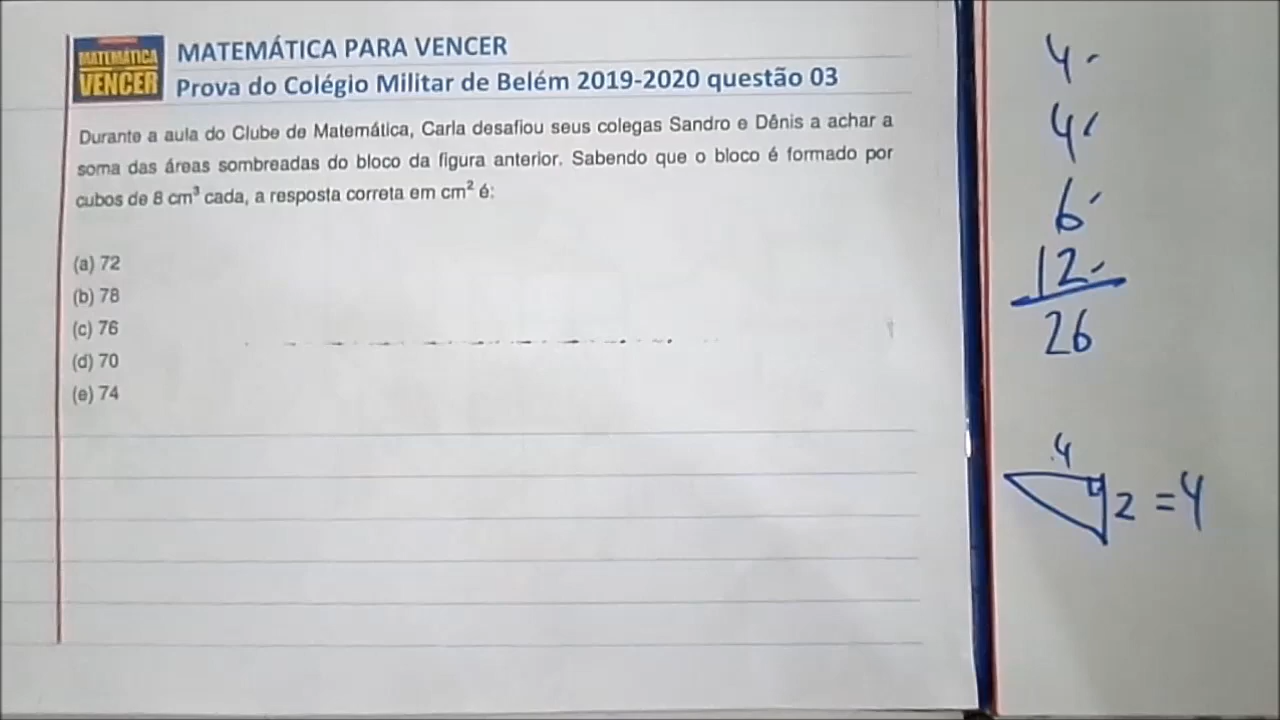 MATEMÁTICA
VENCER
MATEMÁTICA PARA VENCER
Prova do Colégio Militar de Belém 2019-2020 questão 03
Durante a aula do Clube de Matemática, Carla desafiou seus colegas Sandro e Dênis a achar a
soma das áreas sombreadas do bloco da figura anterior. Sabendo que o bloco é formado por
cubos de 8 cm³ cada, a resposta correta em cm² é:
(a) 72
(b) 78
(c) 76
(d) 70
(e) 74
4
4
6
12
26
4
2 = 4